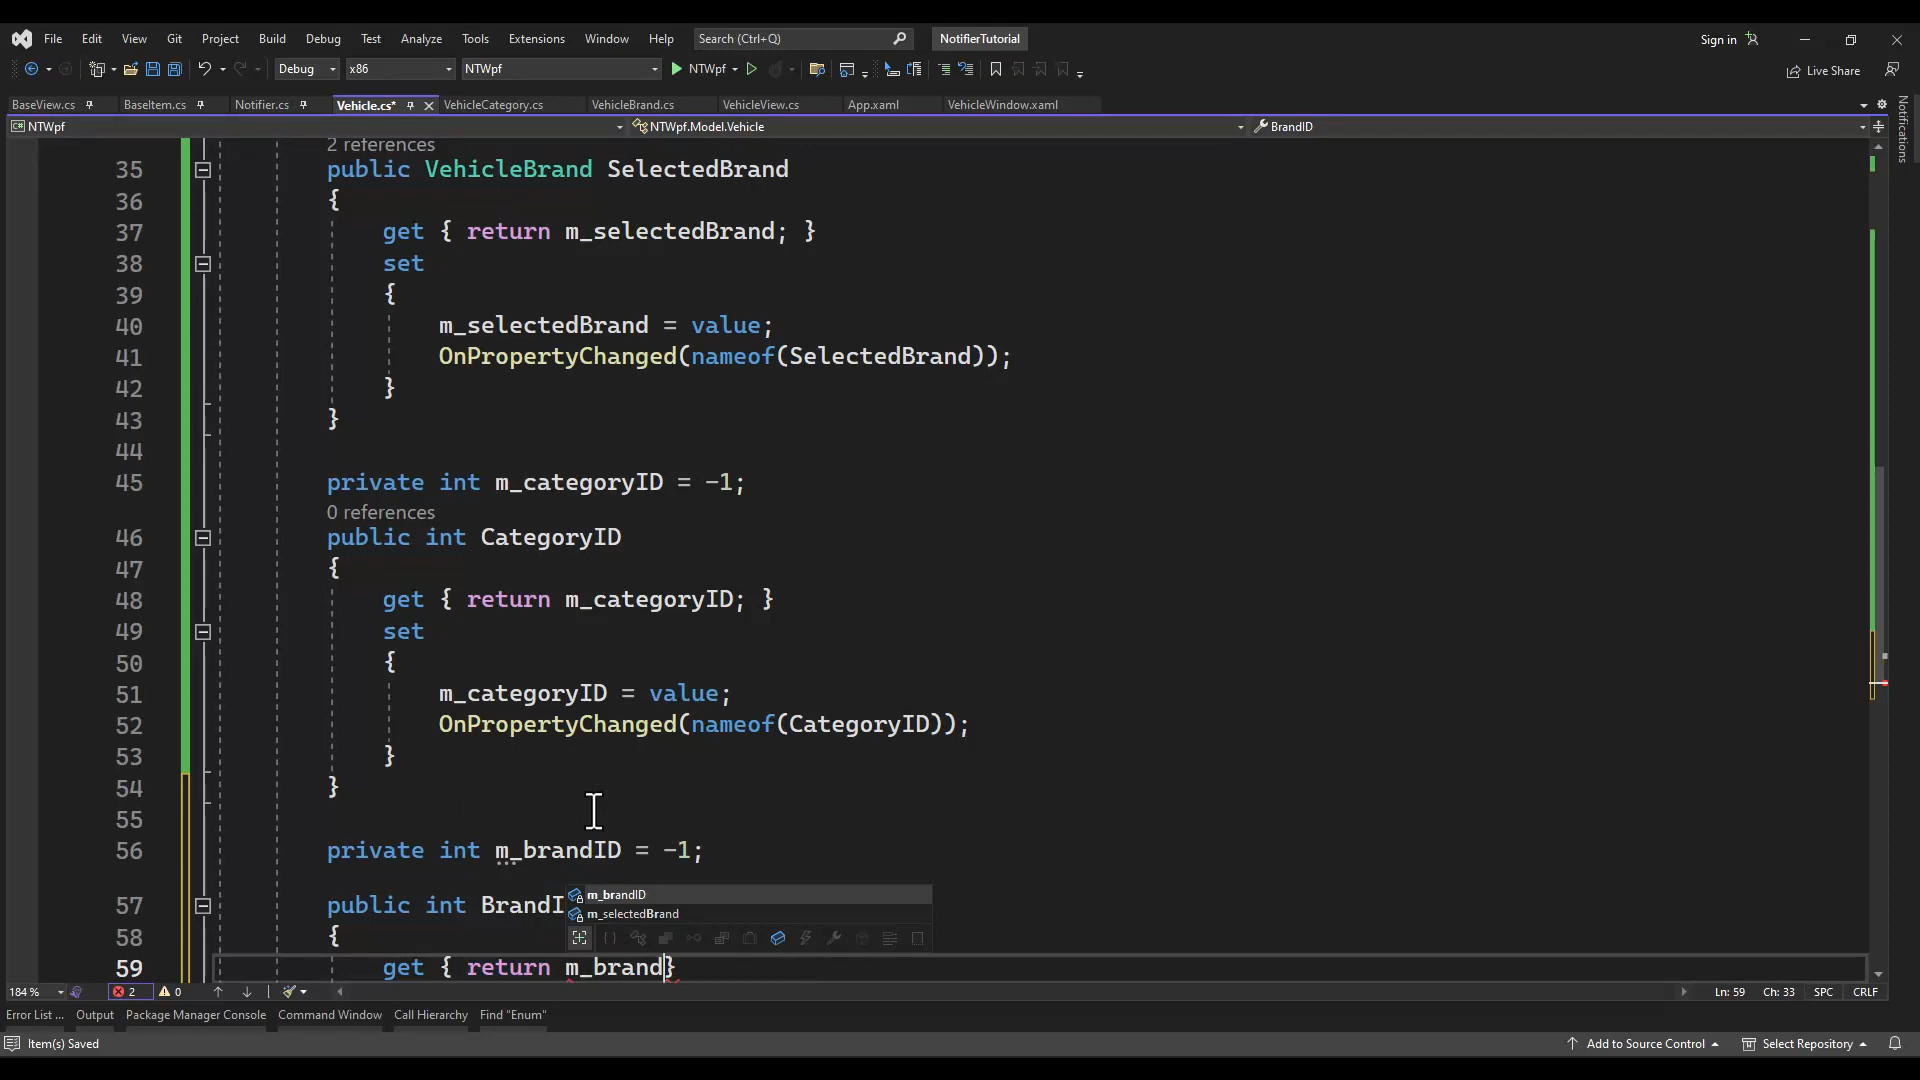 File Edit View Git Project Build Debug Test Analyze Tools Extensions Window Help Search (Ctrl+Q) NotifierTutorial Sign in
Debug x86 NTWpf NTWpf Live Share
BaseView.cs BaseItem.cs Notifier.cs Vehicle.cs* VehicleCategory.cs VehicleBrand.cs VehicleView.cs App.xaml VehicleWindow.xaml
NTWpf NTWpf.Model.Vehicle BrandID
Notifications
2 references
35 public VehicleBrand SelectedBrand
36 {
37 get { return m_selectedBrand; }
38 set
39 {
40 m_selectedBrand = value;
41 OnPropertyChanged(nameof(SelectedBrand));
42 }
43 }
44
45 private int m_categoryID = -1;
0 references
46 public int CategoryID
47 {
48 get { return m_categoryID; }
49 set
50 {
51 m_categoryID = value;
52 OnPropertyChanged(nameof(CategoryID));
53 }
54 }
55
56 private int m_brandID = -1;
57 public int BrandI
m_brandID
m_selectedBrand
58 {
59 get { return m_brand}
184 % 2 0 Ln: 59 Ch: 33 SPC CRLF
Error List ... Output Package Manager Console Command Window Call Hierarchy Find "Enum"
Item(s) Saved Add to Source Control Select Repository